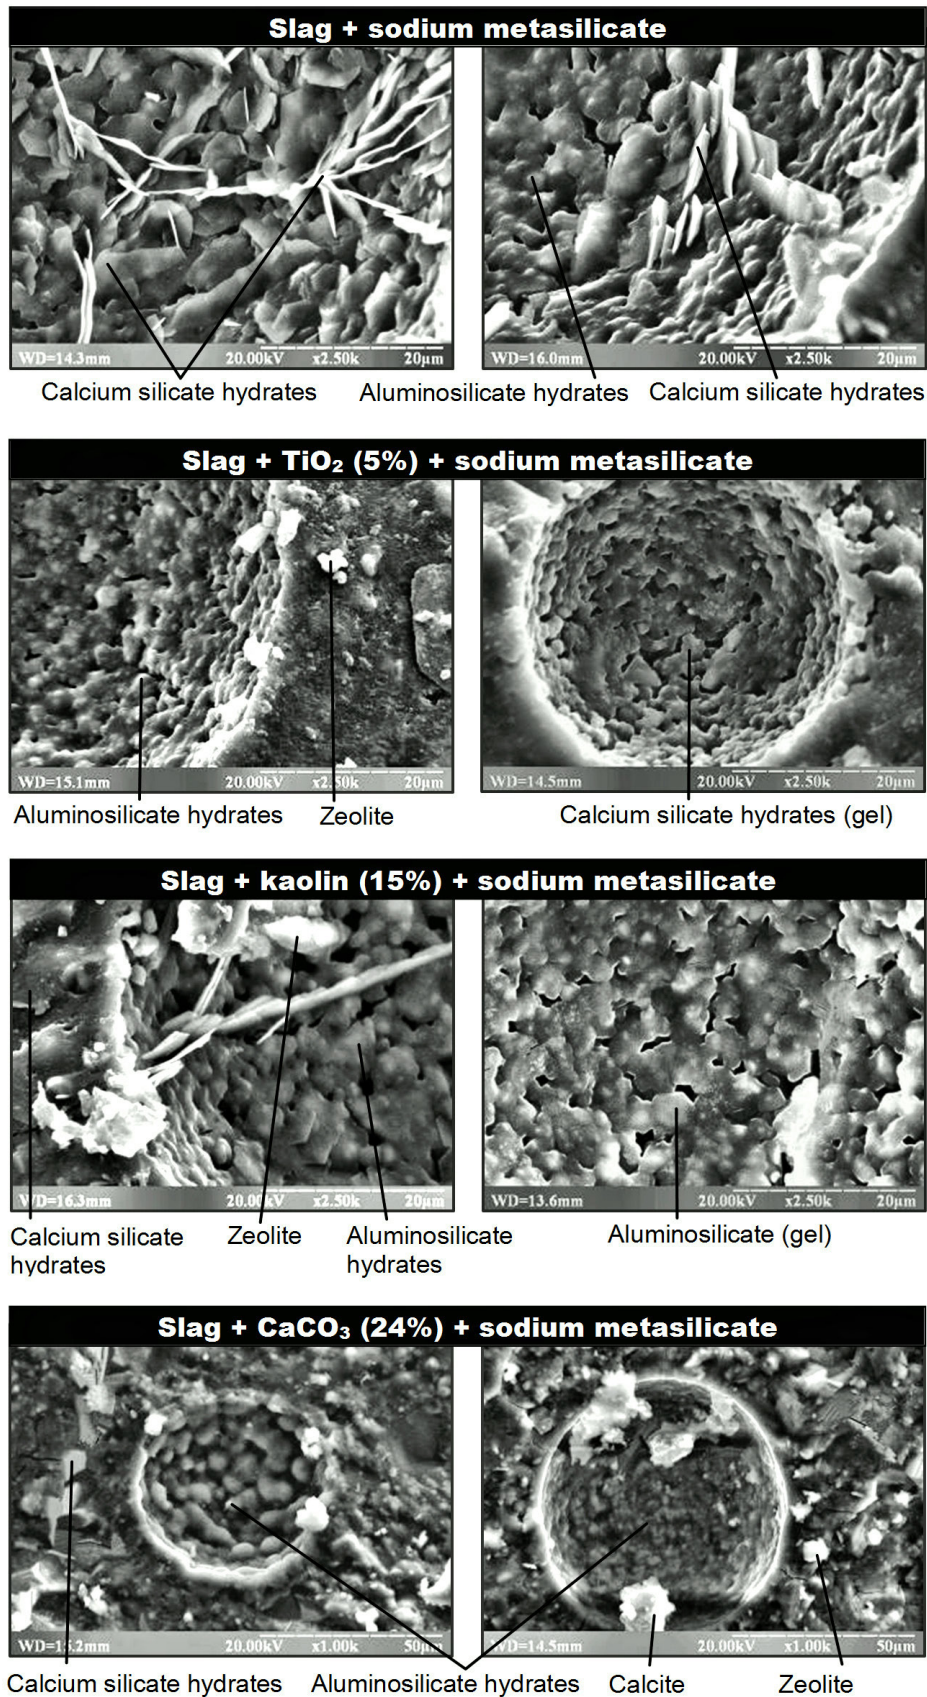 Slag + sodium metasilicate
WD=14.3mm 20.00kV x2.50k 20µm
WD=16.0mm 20.00kV x2.50k 20µm
Calcium silicate hydrates
Aluminosilicate hydrates
Calcium silicate hydrates
Slag + TiO₂ (5%) + sodium metasilicate
WD=15.1mm 20.00kV x2.50k 20µm
WD=14.5mm 20.00kV x2.50k 20µm
Aluminosilicate hydrates
Zeolite
Calcium silicate hydrates (gel)
Slag + kaolin (15%) + sodium metasilicate
WD=16.3mm 20.00kV x2.50k 20µm
WD=13.6mm 20.00kV x2.50k 20µm
Calcium silicate
hydrates
Zeolite
Aluminosilicate
hydrates
Aluminosilicate (gel)
Slag + CaCO₃ (24%) + sodium metasilicate
WD=15.2mm 20.00kV x1.00k 50µm
WD=14.5mm 20.00kV x1.00k 50µm
Calcium silicate hydrates
Aluminosilicate hydrates
Calcite
Zeolite